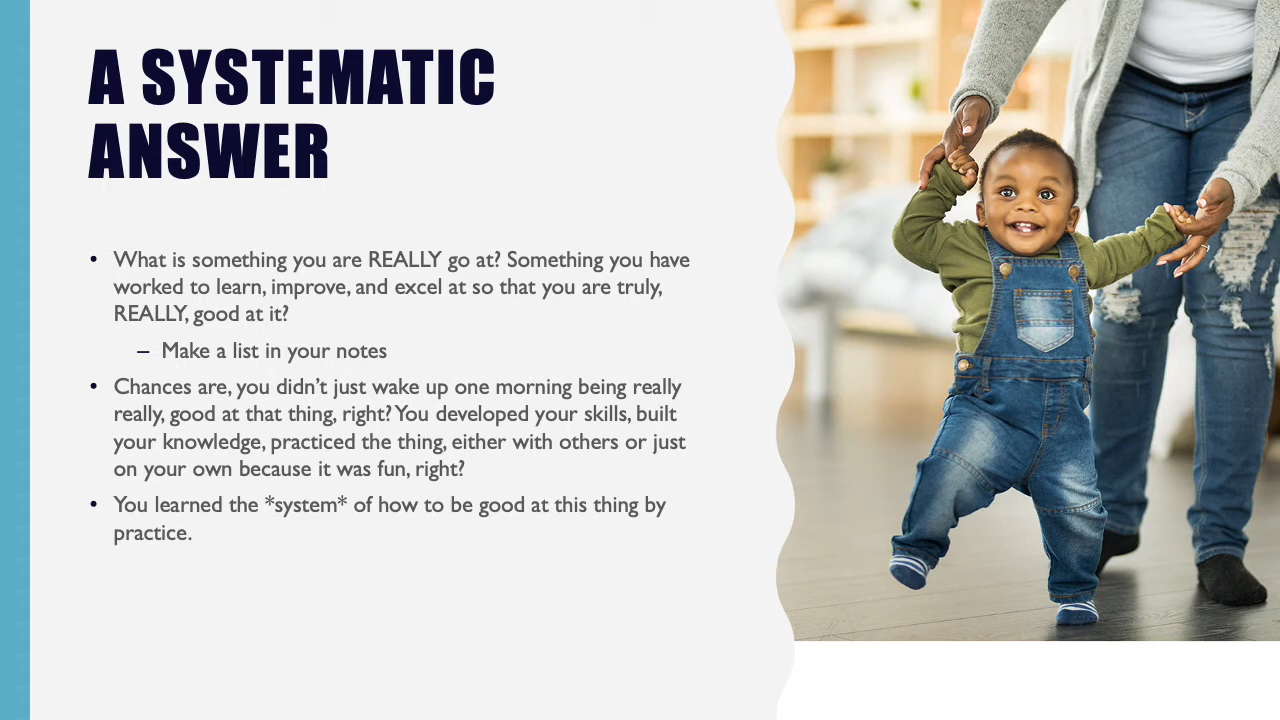 A SYSTEMATIC
ANSWER
• What is something you are REALLY go at? Something you have
worked to learn, improve, and excel at so that you are truly,
REALLY, good at it?
– Make a list in your notes
• Chances are, you didn’t just wake up one morning being really
really, good at that thing, right? You developed your skills, built
your knowledge, practiced the thing, either with others or just
on your own because it was fun, right?
• You learned the *system* of how to be good at this thing by
practice.